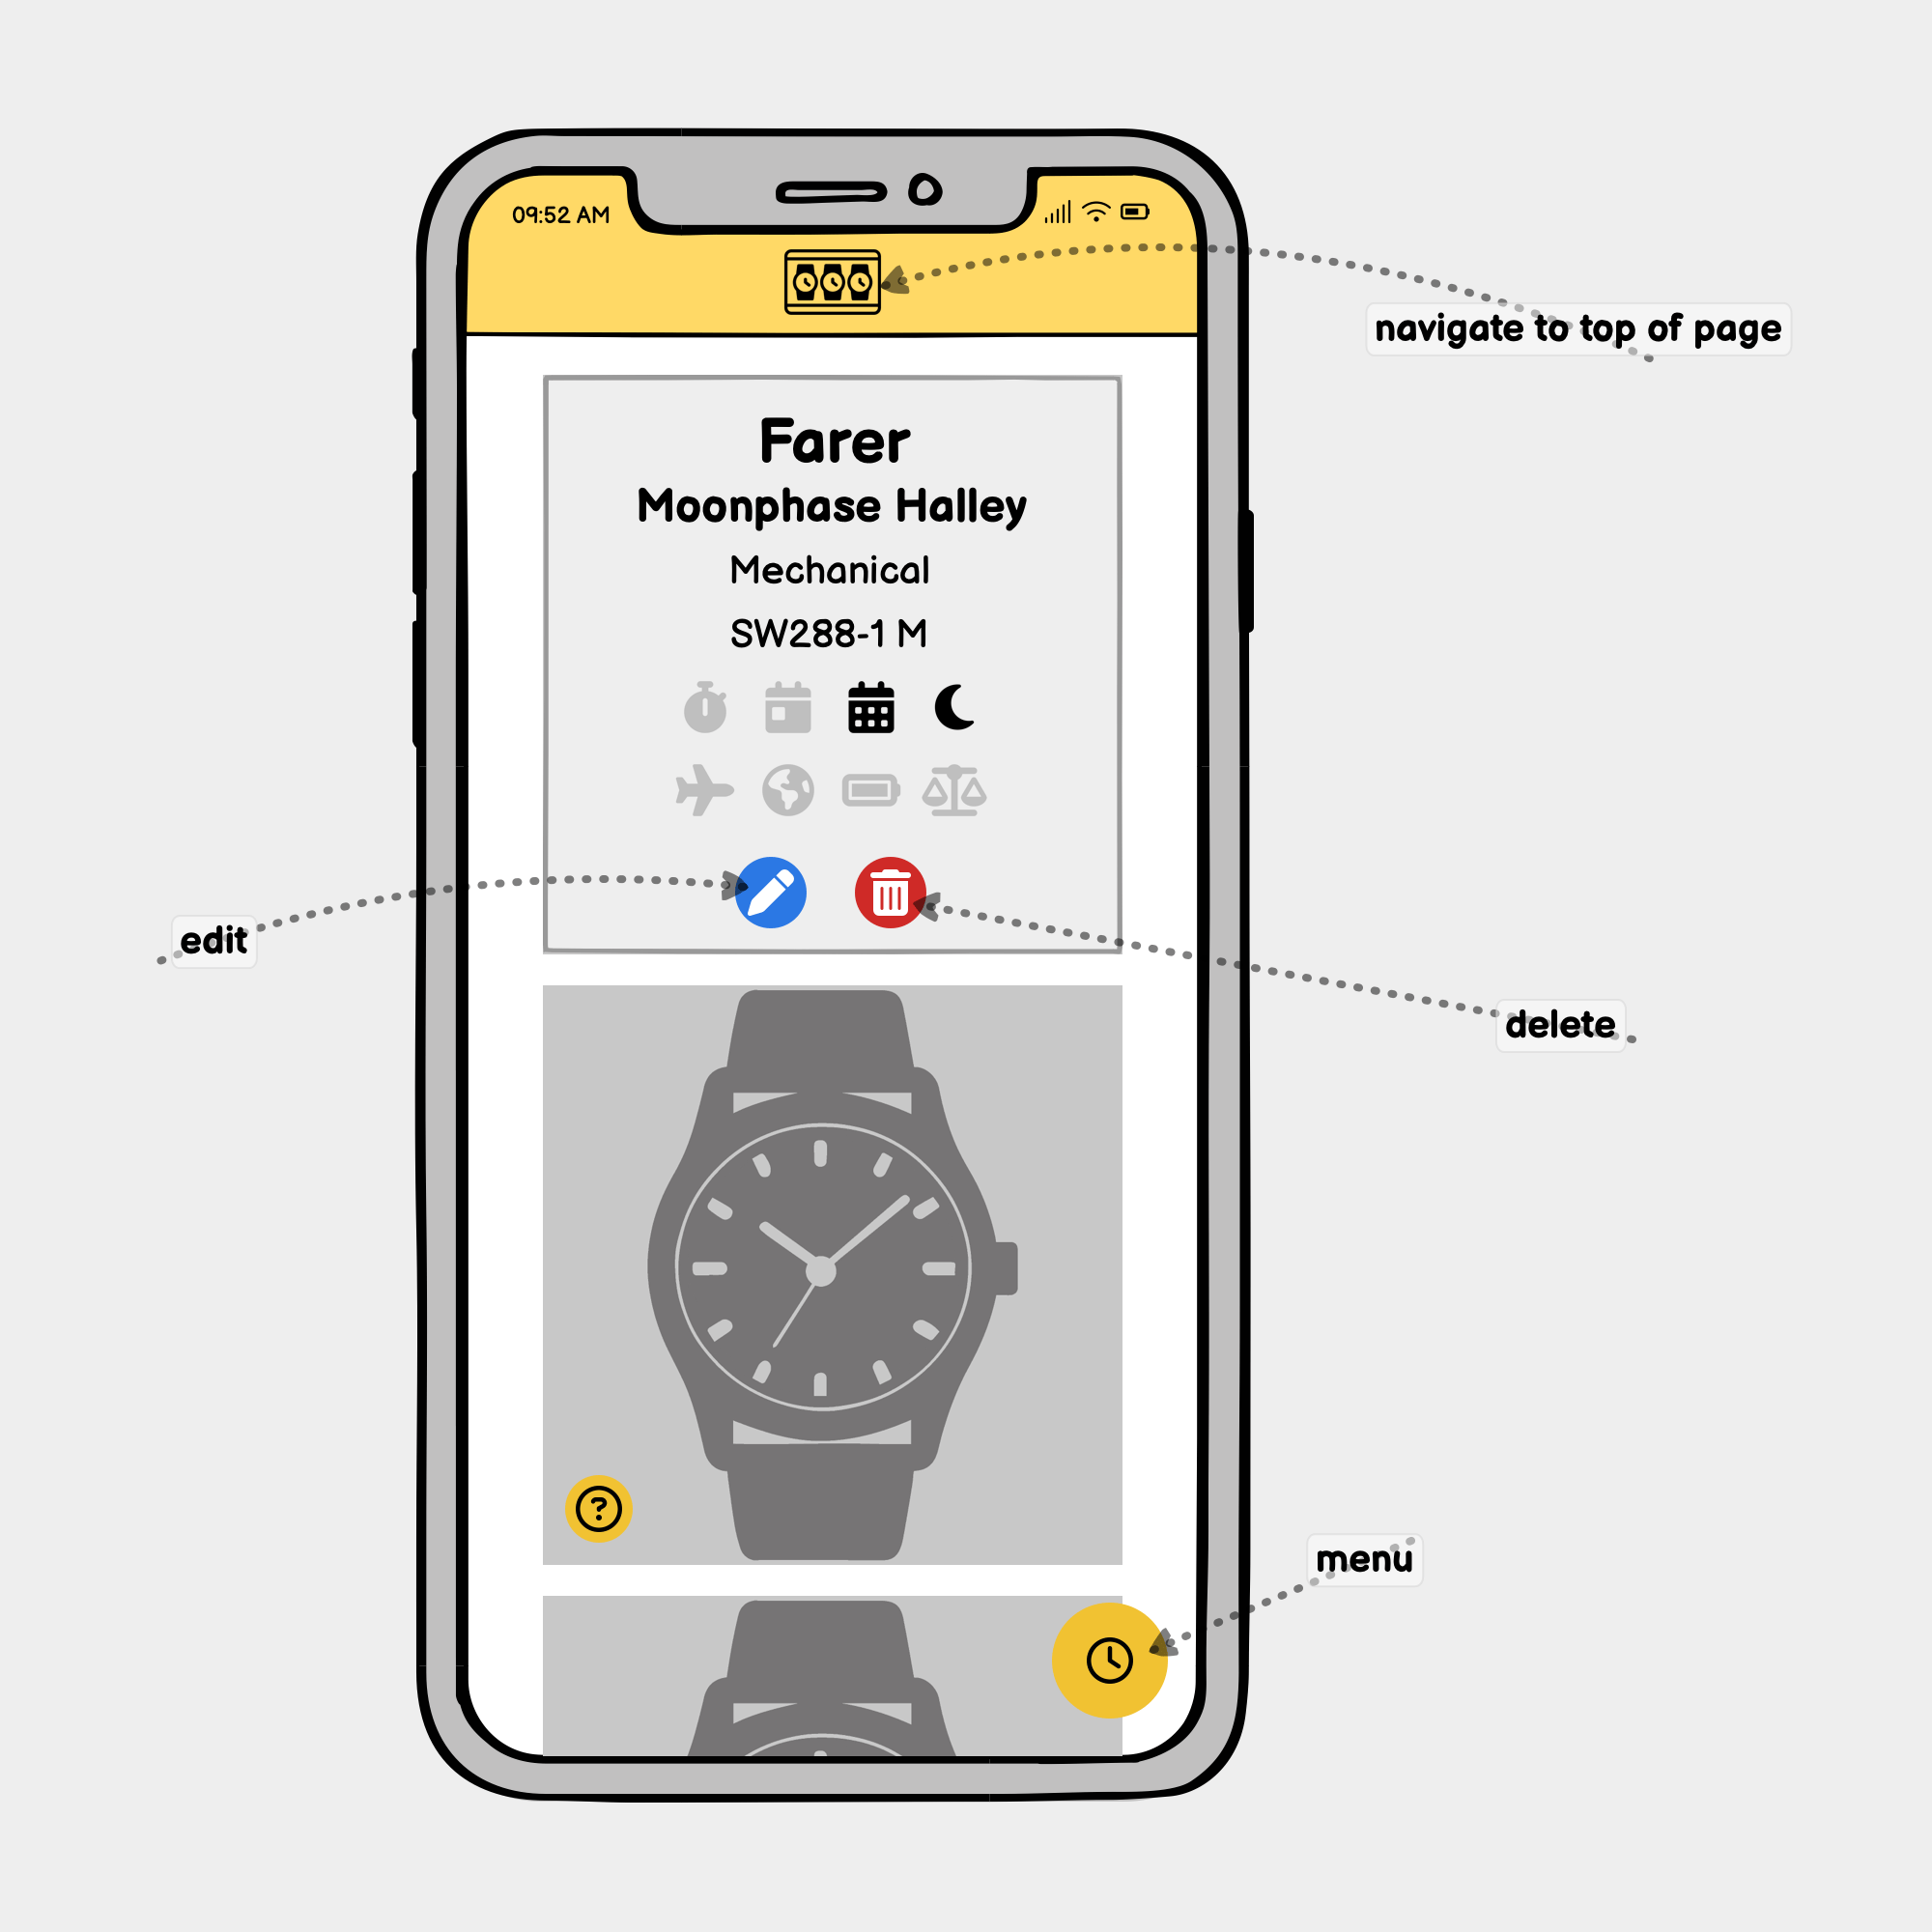 09:52 AM
navigate to top of page
Farer
Moonphase Halley
Mechanical
SW288-1 M
edit
delete
?
menu